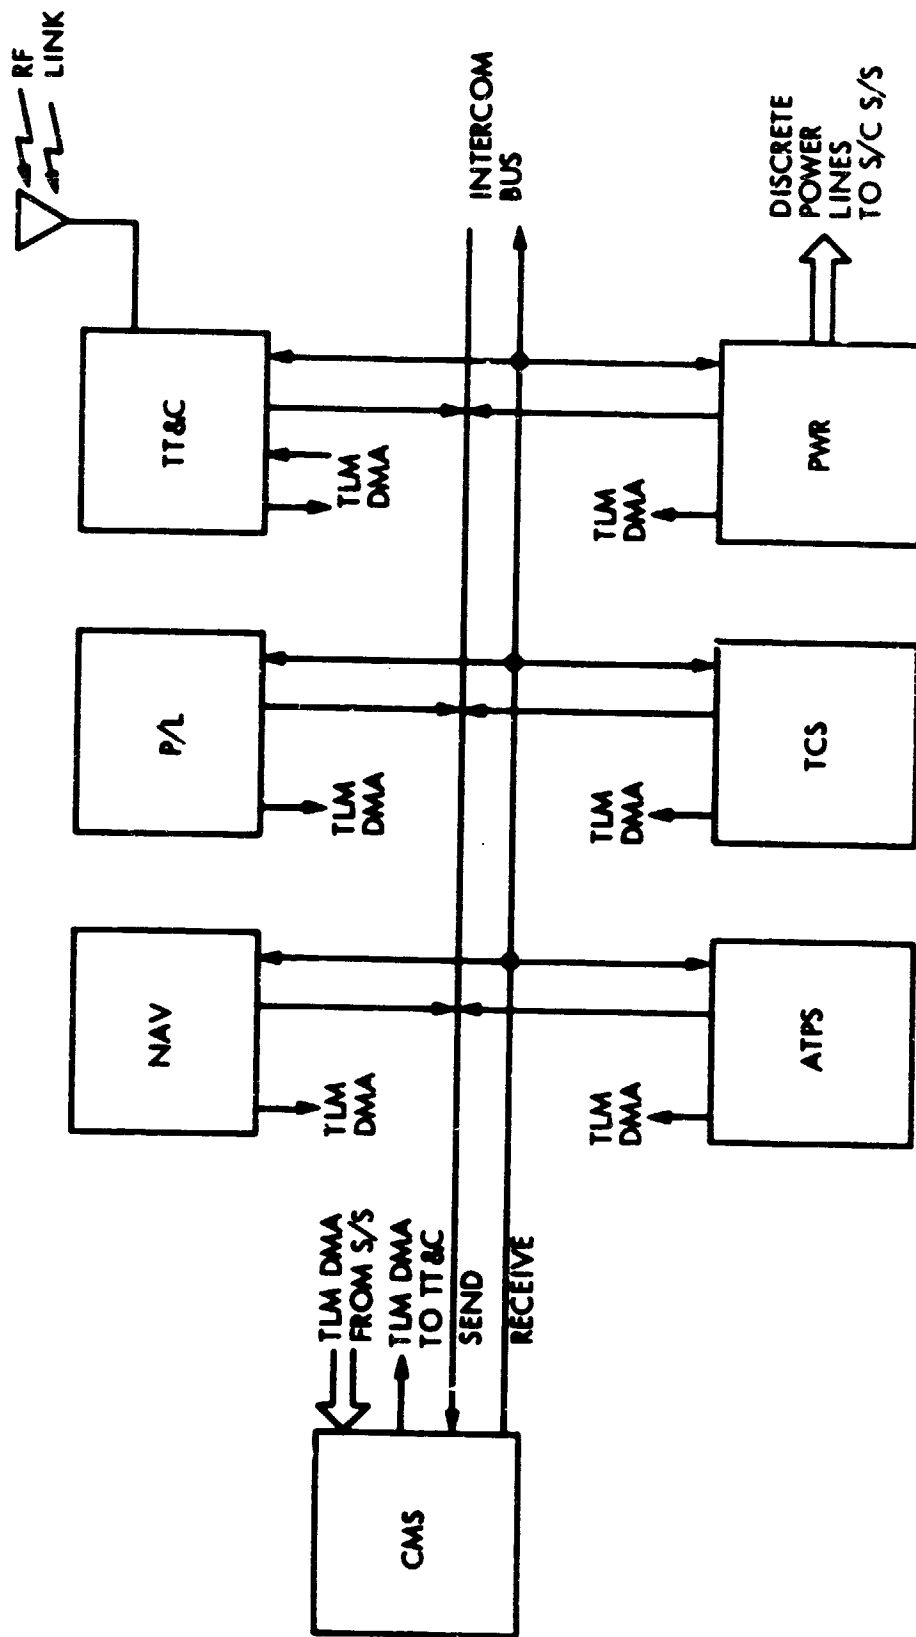 RF
LINK
TT&C
P/L
NAV
TLM
DMA
TLM
DMA
TLM
DMA
INTERCOM
BUS
TLM DMA
FROM S/S
TLM DMA
TO TT&C
SEND
RECEIVE
CMS
TLM
DMA
TLM
DMA
TLM
DMA
DISCRETE
POWER
LINES
TO S/C S/S
ATPS
TCS
PWR